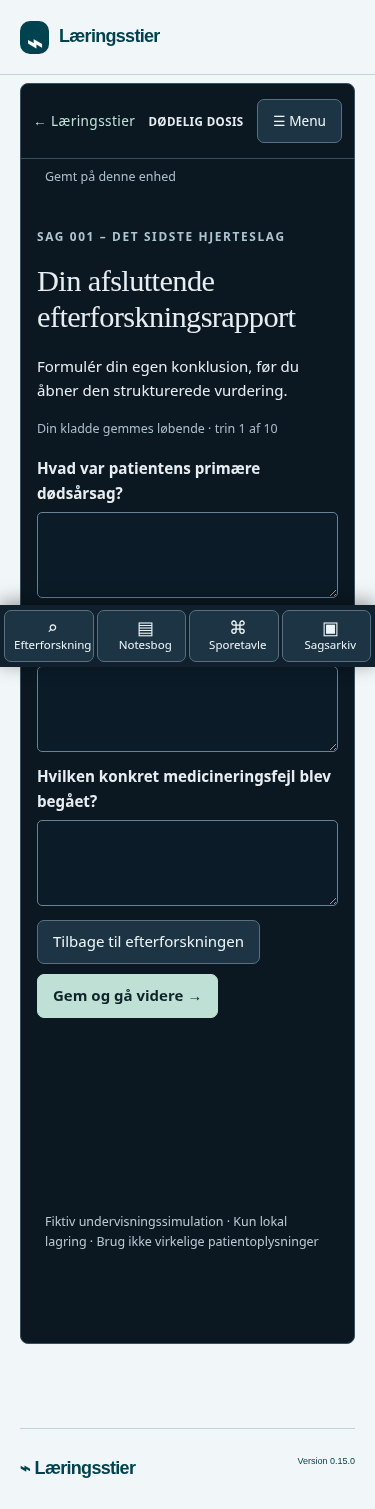 Læringsstier
← Læringsstier DØDELIG DOSIS ☰ Menu
Gemt på denne enhed
SAG 001 – DET SIDSTE HJERTESLAG
Din afsluttende
efterforskningsrapport
Formulér din egen konklusion, før du
åbner den strukturerede vurdering.
Din kladde gemmes løbende · trin 1 af 10
Hvad var patientens primære
dødsårsag?
Efterforskning Notesbog Sporetavle Sagsarkiv
Hvilken konkret medicineringsfejl blev
begået?
Tilbage til efterforskningen
Gem og gå videre →
Fiktiv undervisningssimulation · Kun lokal
lagring · Brug ikke virkelige patientoplysninger
Læringsstier
Version 0.15.0